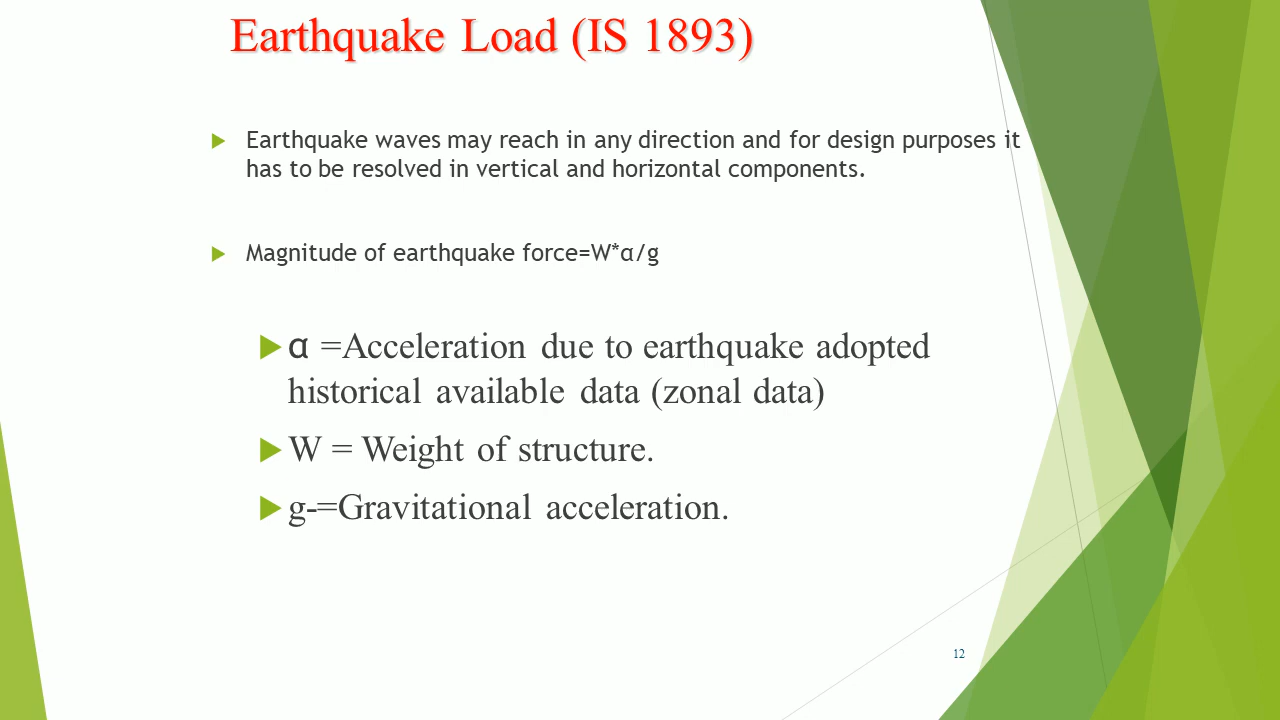 Earthquake Load (IS 1893)
Earthquake waves may reach in any direction and for design purposes it
has to be resolved in vertical and horizontal components.
Magnitude of earthquake force=W*α/g
α =Acceleration due to earthquake adopted
historical available data (zonal data)
W = Weight of structure.
g-=Gravitational acceleration.
12